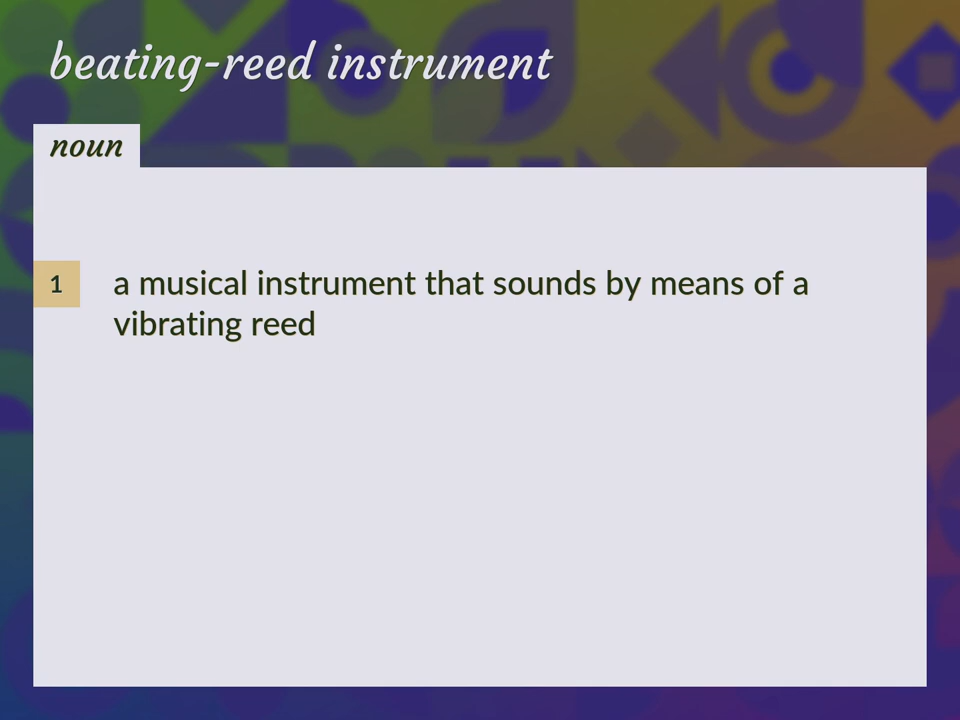 beating-reed instrument
noun
1
a musical instrument that sounds by means of a
vibrating reed